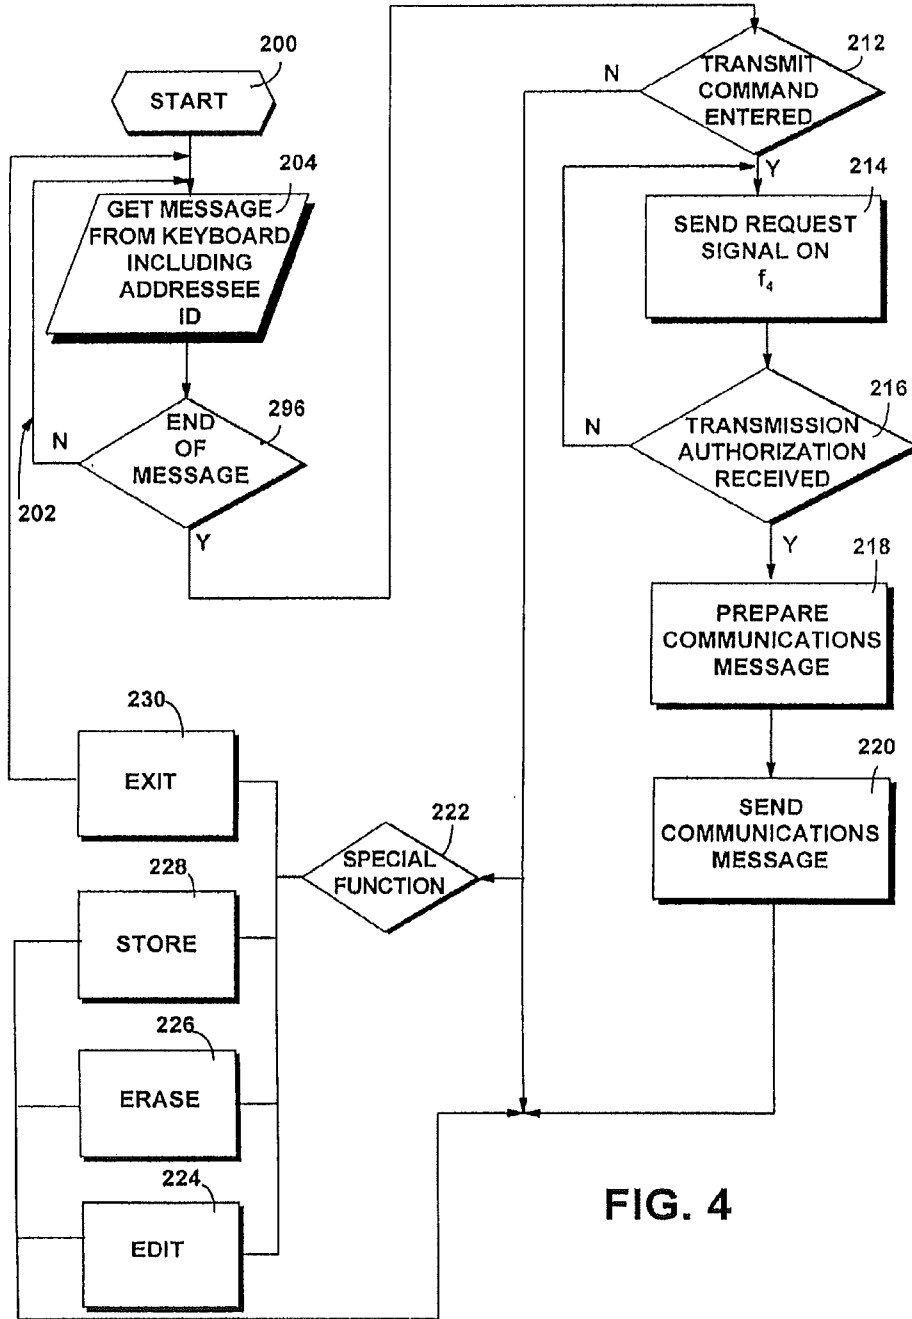 200
START
204
GET MESSAGE
FROM KEYBOARD
INCLUDING
ADDRESSEE
ID
296
END
OF
MESSAGE
N
Y
202
212
TRANSMIT
COMMAND
ENTERED
N
Y
214
SEND REQUEST
SIGNAL ON
f4
216
TRANSMISSION
AUTHORIZATION
RECEIVED
N
Y
218
PREPARE
COMMUNICATIONS
MESSAGE
220
SEND
COMMUNICATIONS
MESSAGE
222
SPECIAL
FUNCTION
230
EXIT
228
STORE
226
ERASE
224
EDIT
FIG. 4